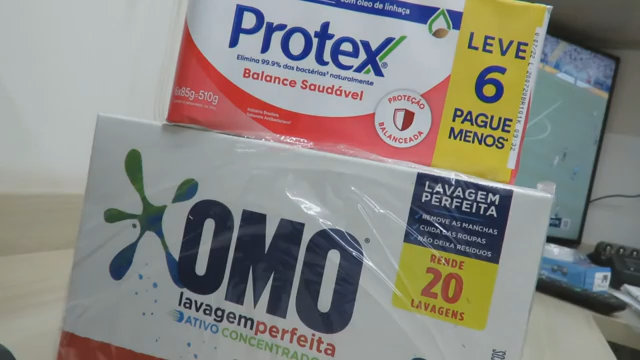 com óleo de linhaça
Protex
Elimina 99.9% das bactérias naturalmente
Balance Saudável
6x85g=510g
PROTEÇÃO
BALANCEADA
LEVE
6
PAGUE
MENOS
LAVAGEM
PERFEITA
REMOVE AS MANCHAS
CUIDA DAS ROUPAS
NÃO DEIXA RESÍDUOS
RENDE
20
LAVAGENS
OMO
lavagemperfeita
ATIVO CONCENTRADO